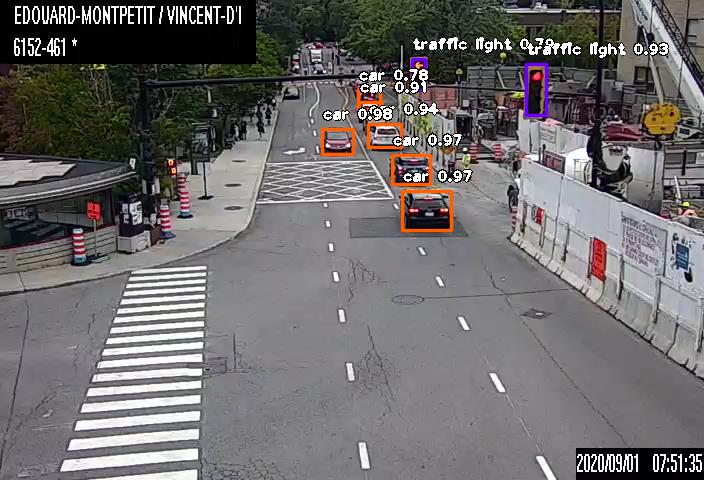 EDOUARD-MONTPETIT / VINCENT-D'I
6152-461 *
traffic light 0.79
traffic light 0.93
car 0.78
car 0.91
car 0.94
car 0.98
car 0.97
car 0.97
2020/09/01 07:51:35